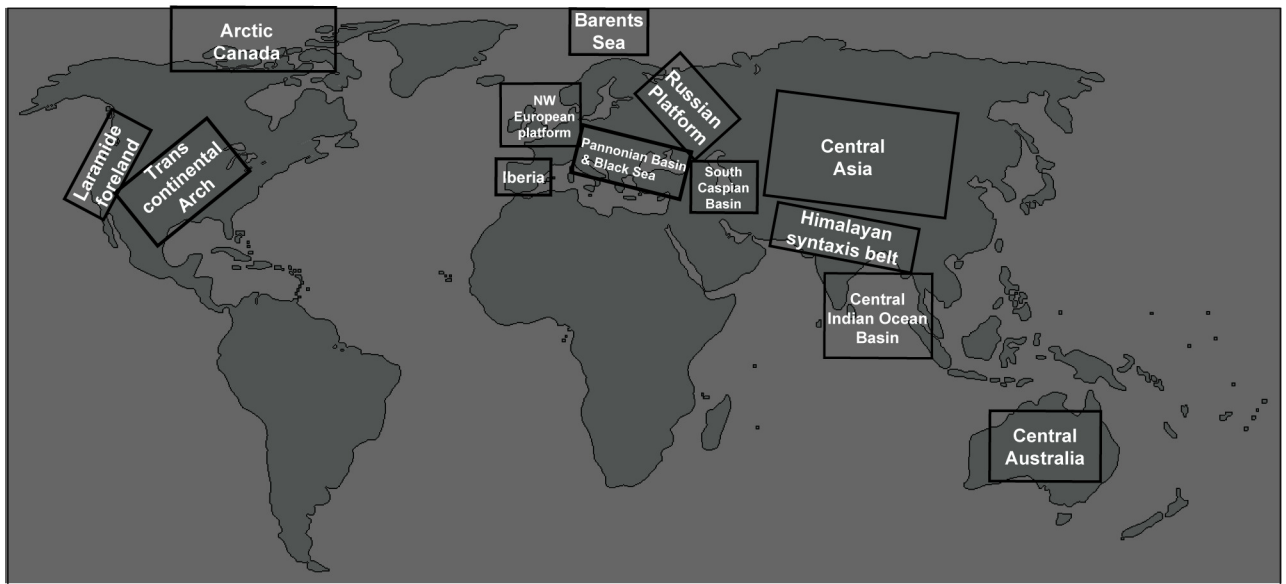 Arctic
Canada
Barents
Sea
Laramide
foreland
Trans
continental
Arch
NW
European
platform
Russian
Platform
Iberia
Pannonian Basin
& Black Sea
South
Caspian
Basin
Central
Asia
Himalayan
syntaxis belt
Central
Indian Ocean
Basin
Central
Australia